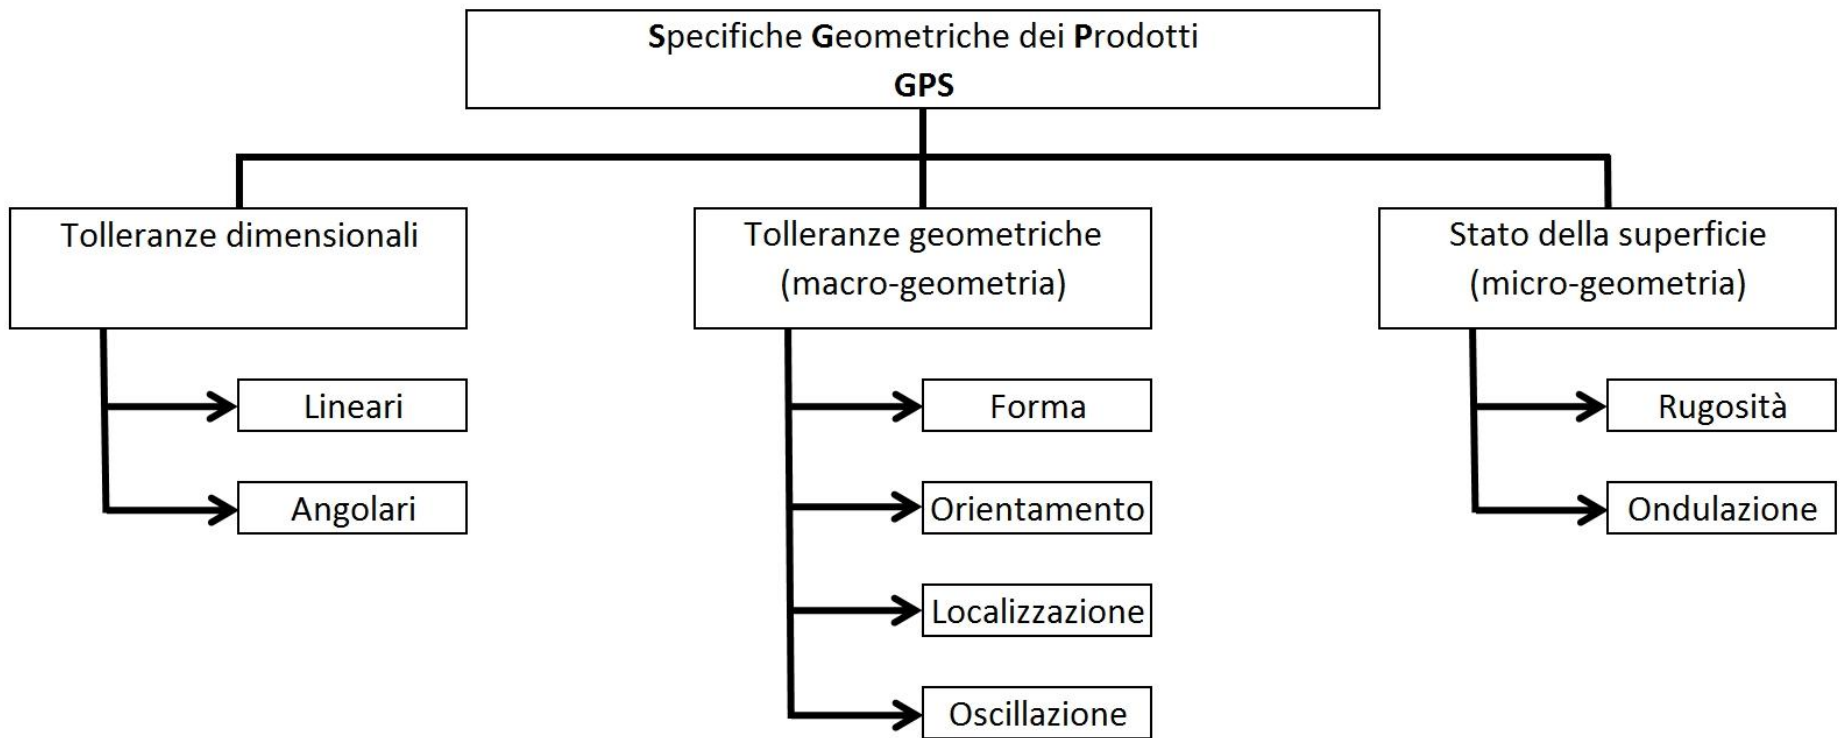 Specifiche Geometriche dei Prodotti
GPS
Tolleranze dimensionali
Tolleranze geometriche
(macro-geometria)
Stato della superficie
(micro-geometria)
Lineari
Angolari
Forma
Orientamento
Localizzazione
Oscillazione
Rugosità
Ondulazione